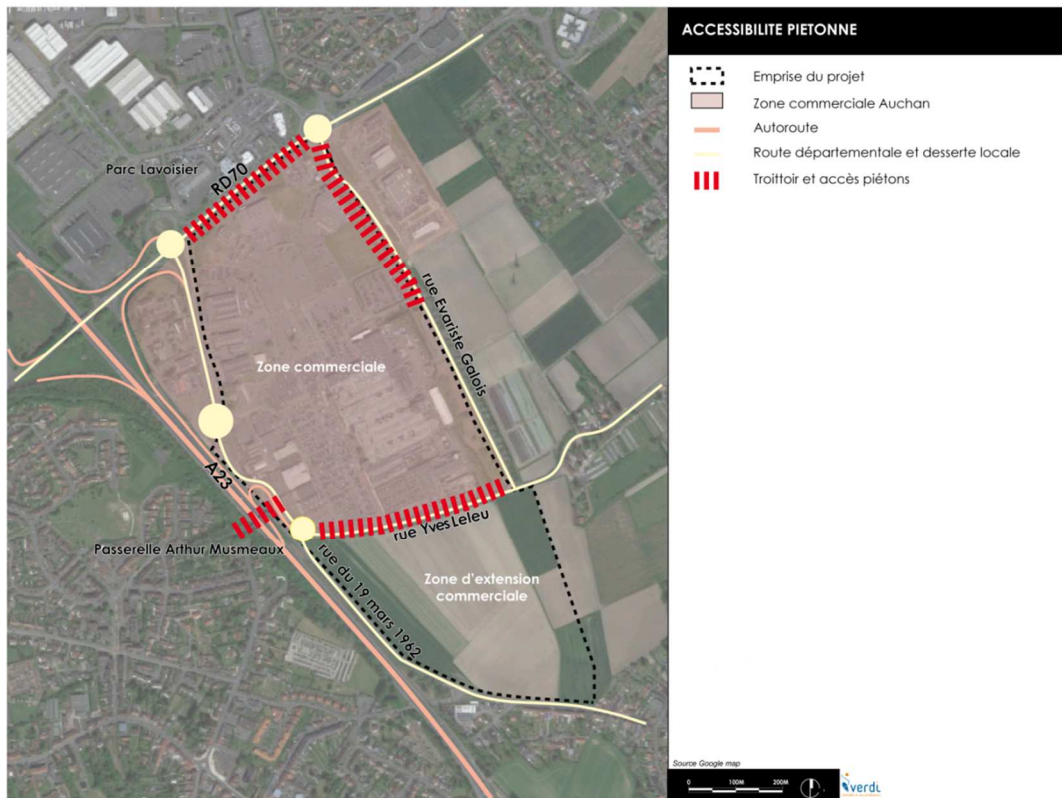 ACCESSIBILITE PIETONNE
Emprise du projet
Zone commerciale Auchan
Autoroute
Route départementale et desserte locale
Troittoir et accès piétons
Parc Lavoisier
RD70
rue Evariste Galois
Zone commerciale
A23
Passerelle Arthur Musmeaux
rue Yves Leleu
rue du 19 mars 1962
Zone d'extension
commerciale
Source Google map
0 100M 200M
verdi